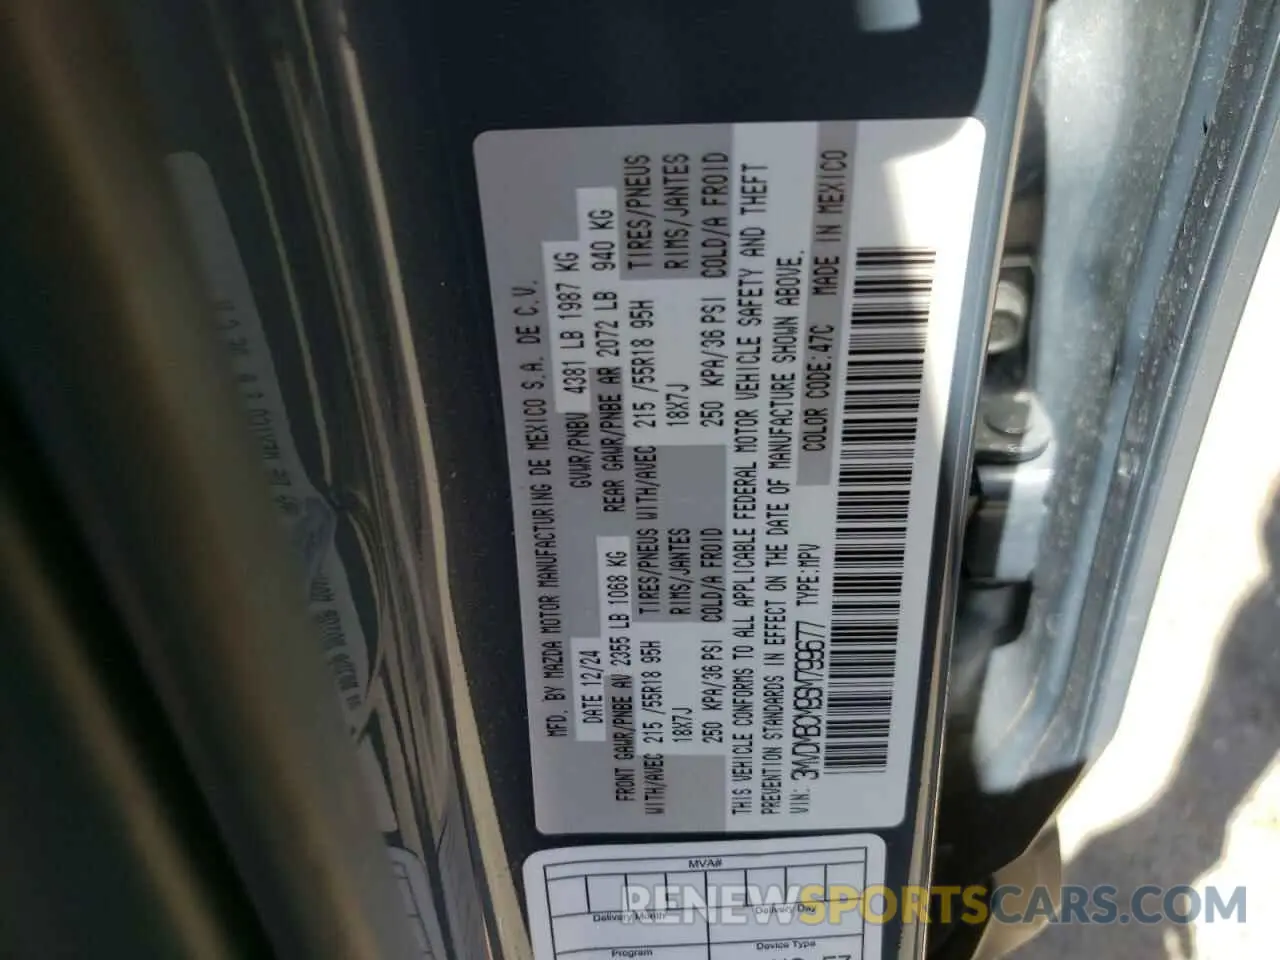 MFD. BY MAZDA MOTOR MANUFACTURING DE MEXICO S.A. DE C.V.
DATE 12/24 GVWR/PNBV 4381 LB 1987 KG
FRONT GAWR/PNBE AV 2355 LB 1068 KG REAR GAWR/PNBE AR 2072 LB 940 KG
WITH/AVEC 215 /55R18 95H TIRES/PNEUS WITH/AVEC 215 /55R18 95H TIRES/PNEUS
18X7J RIMS/JANTES 18X7J RIMS/JANTES
250 KPA/36 PSI COLD/A FROID 250 KPA/36 PSI COLD/A FROID
THIS VEHICLE CONFORMS TO ALL APPLICABLE FEDERAL MOTOR VEHICLE SAFETY AND THEFT
PREVENTION STANDARDS IN EFFECT ON THE DATE OF MANUFACTURE SHOWN ABOVE.
VIN: 3MVDMBCM9SM799677 TYPE:MPV COLOR CODE:47C MADE IN MEXICO
MVA#
Delivery Month Delivery Day
Program Device Type
RENEWSPORTSCARS.COM